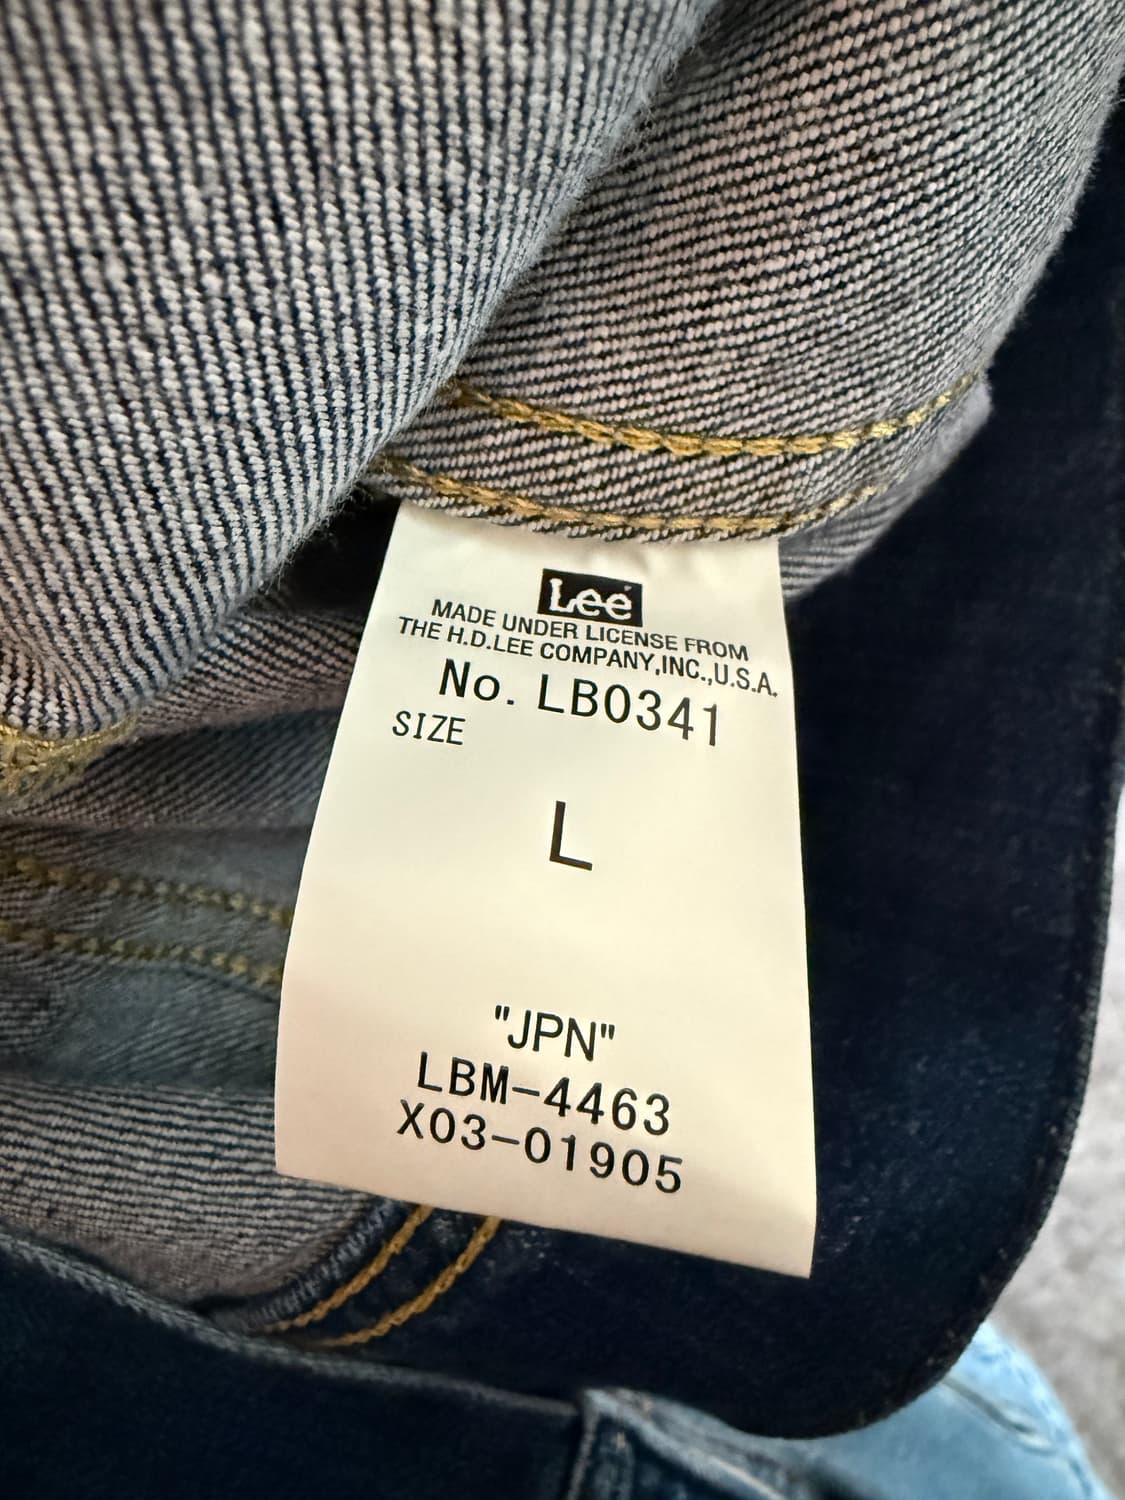 Lee
MADE UNDER LICENSE FROM
THE H.D.LEE COMPANY,INC.,U.S.A.
No. LB0341
SIZE
L
"JPN"
LBM-4463
X03-01905